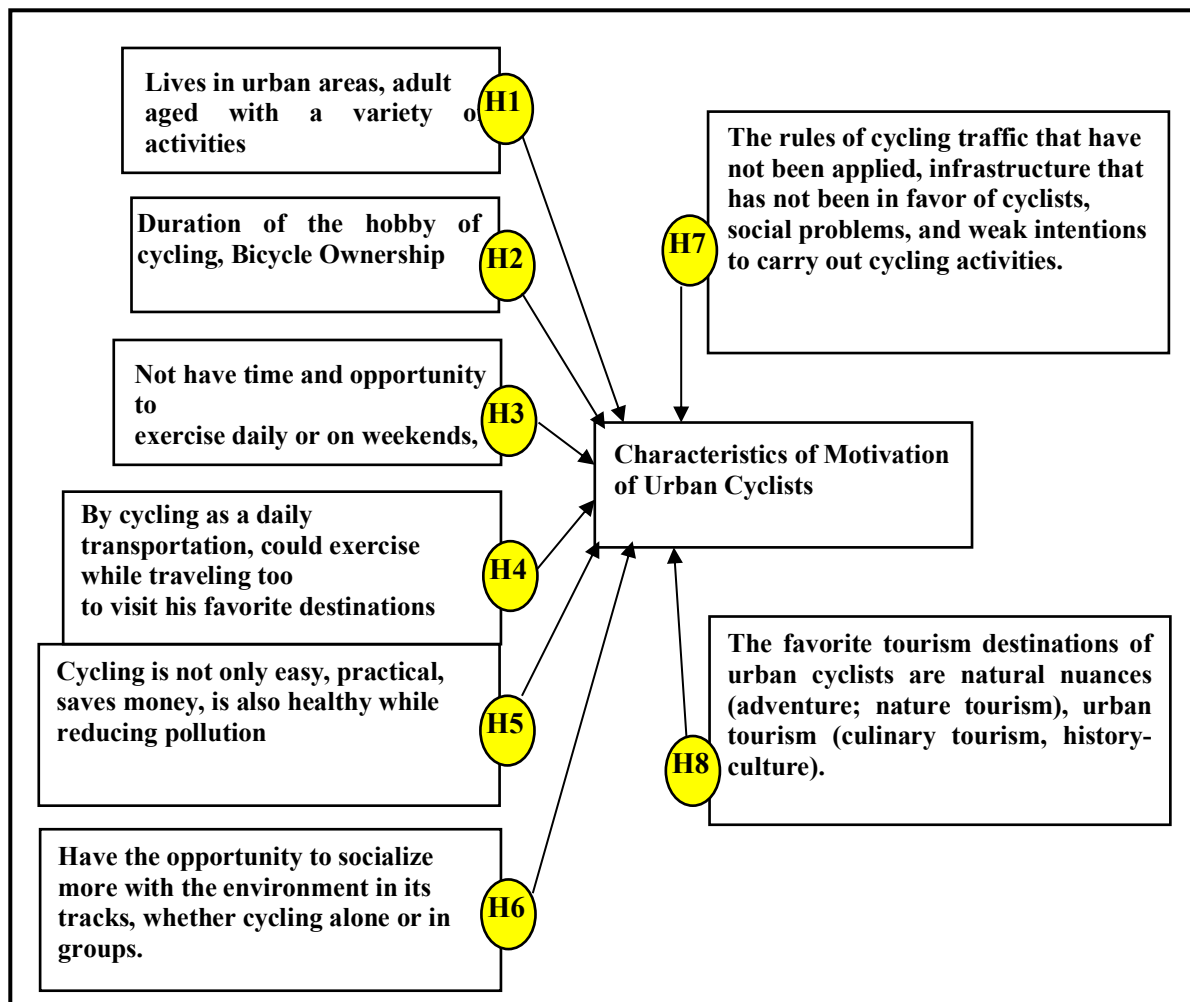 Lives in urban areas, adult
aged with a variety of
activities
H1
Duration of the hobby of
cycling, Bicycle Ownership
H2
Not have time and opportunity
to
exercise daily or on weekends,
H3
By cycling as a daily
transportation, could exercise
while traveling too
to visit his favorite destinations
H4
Cycling is not only easy, practical,
saves money, is also healthy while
reducing pollution
H5
Have the opportunity to socialize
more with the environment in its
tracks, whether cycling alone or in
groups.
H6
The rules of cycling traffic that have
not been applied, infrastructure that
has not been in favor of cyclists,
social problems, and weak intentions
to carry out cycling activities.
H7
Characteristics of Motivation
of Urban Cyclists
The favorite tourism destinations of
urban cyclists are natural nuances
(adventure; nature tourism), urban
tourism (culinary tourism, history-
culture).
H8